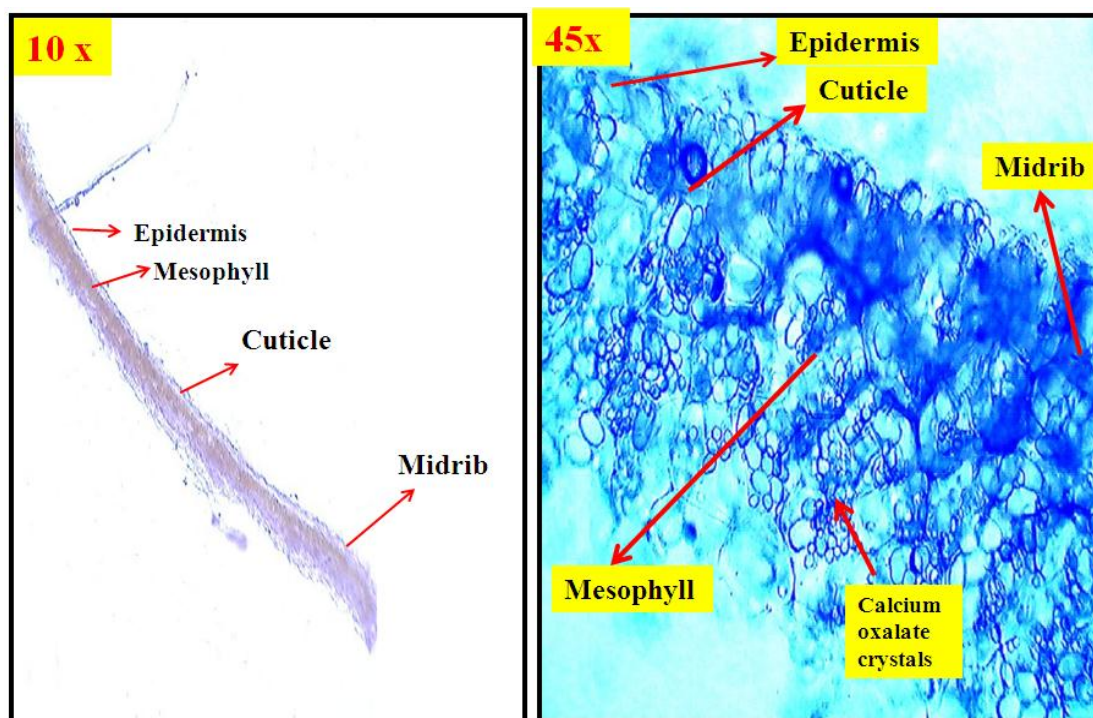 10 x
Epidermis
Mesophyll
Cuticle
Midrib
45x
Epidermis
Cuticle
Midrib
Mesophyll
Calcium
oxalate
crystals